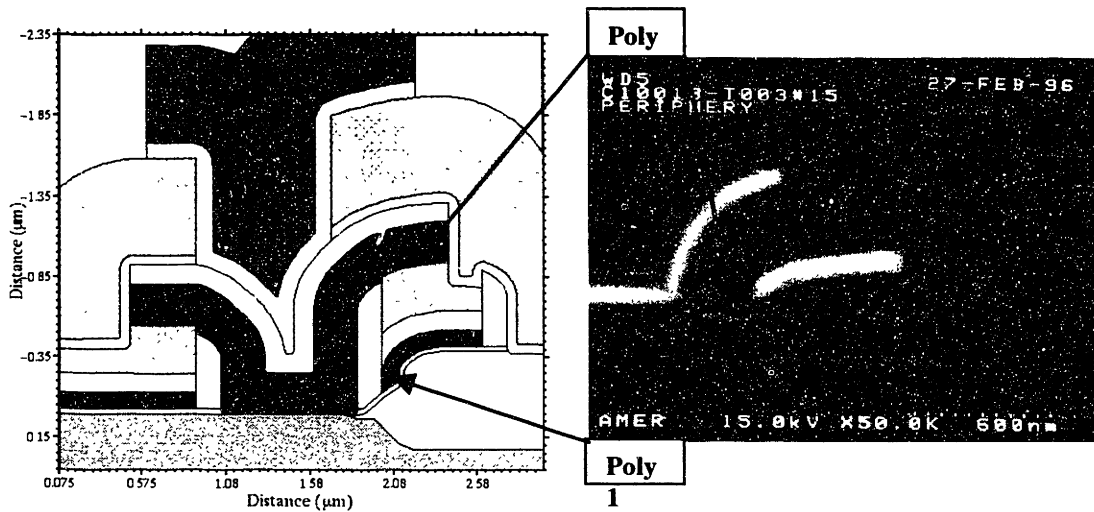 Poly
-2.35
-1.85
-1.35
-0.85
-0.35
0.15
Distance (μm)
0.075 0.575 1.08 1.58 2.08 2.58
Distance (μm)
WD5 27-FEB-96
C10013-T003#15
PERIPHERY
AMER 15.0kV X50.0K 600nm
Poly
1